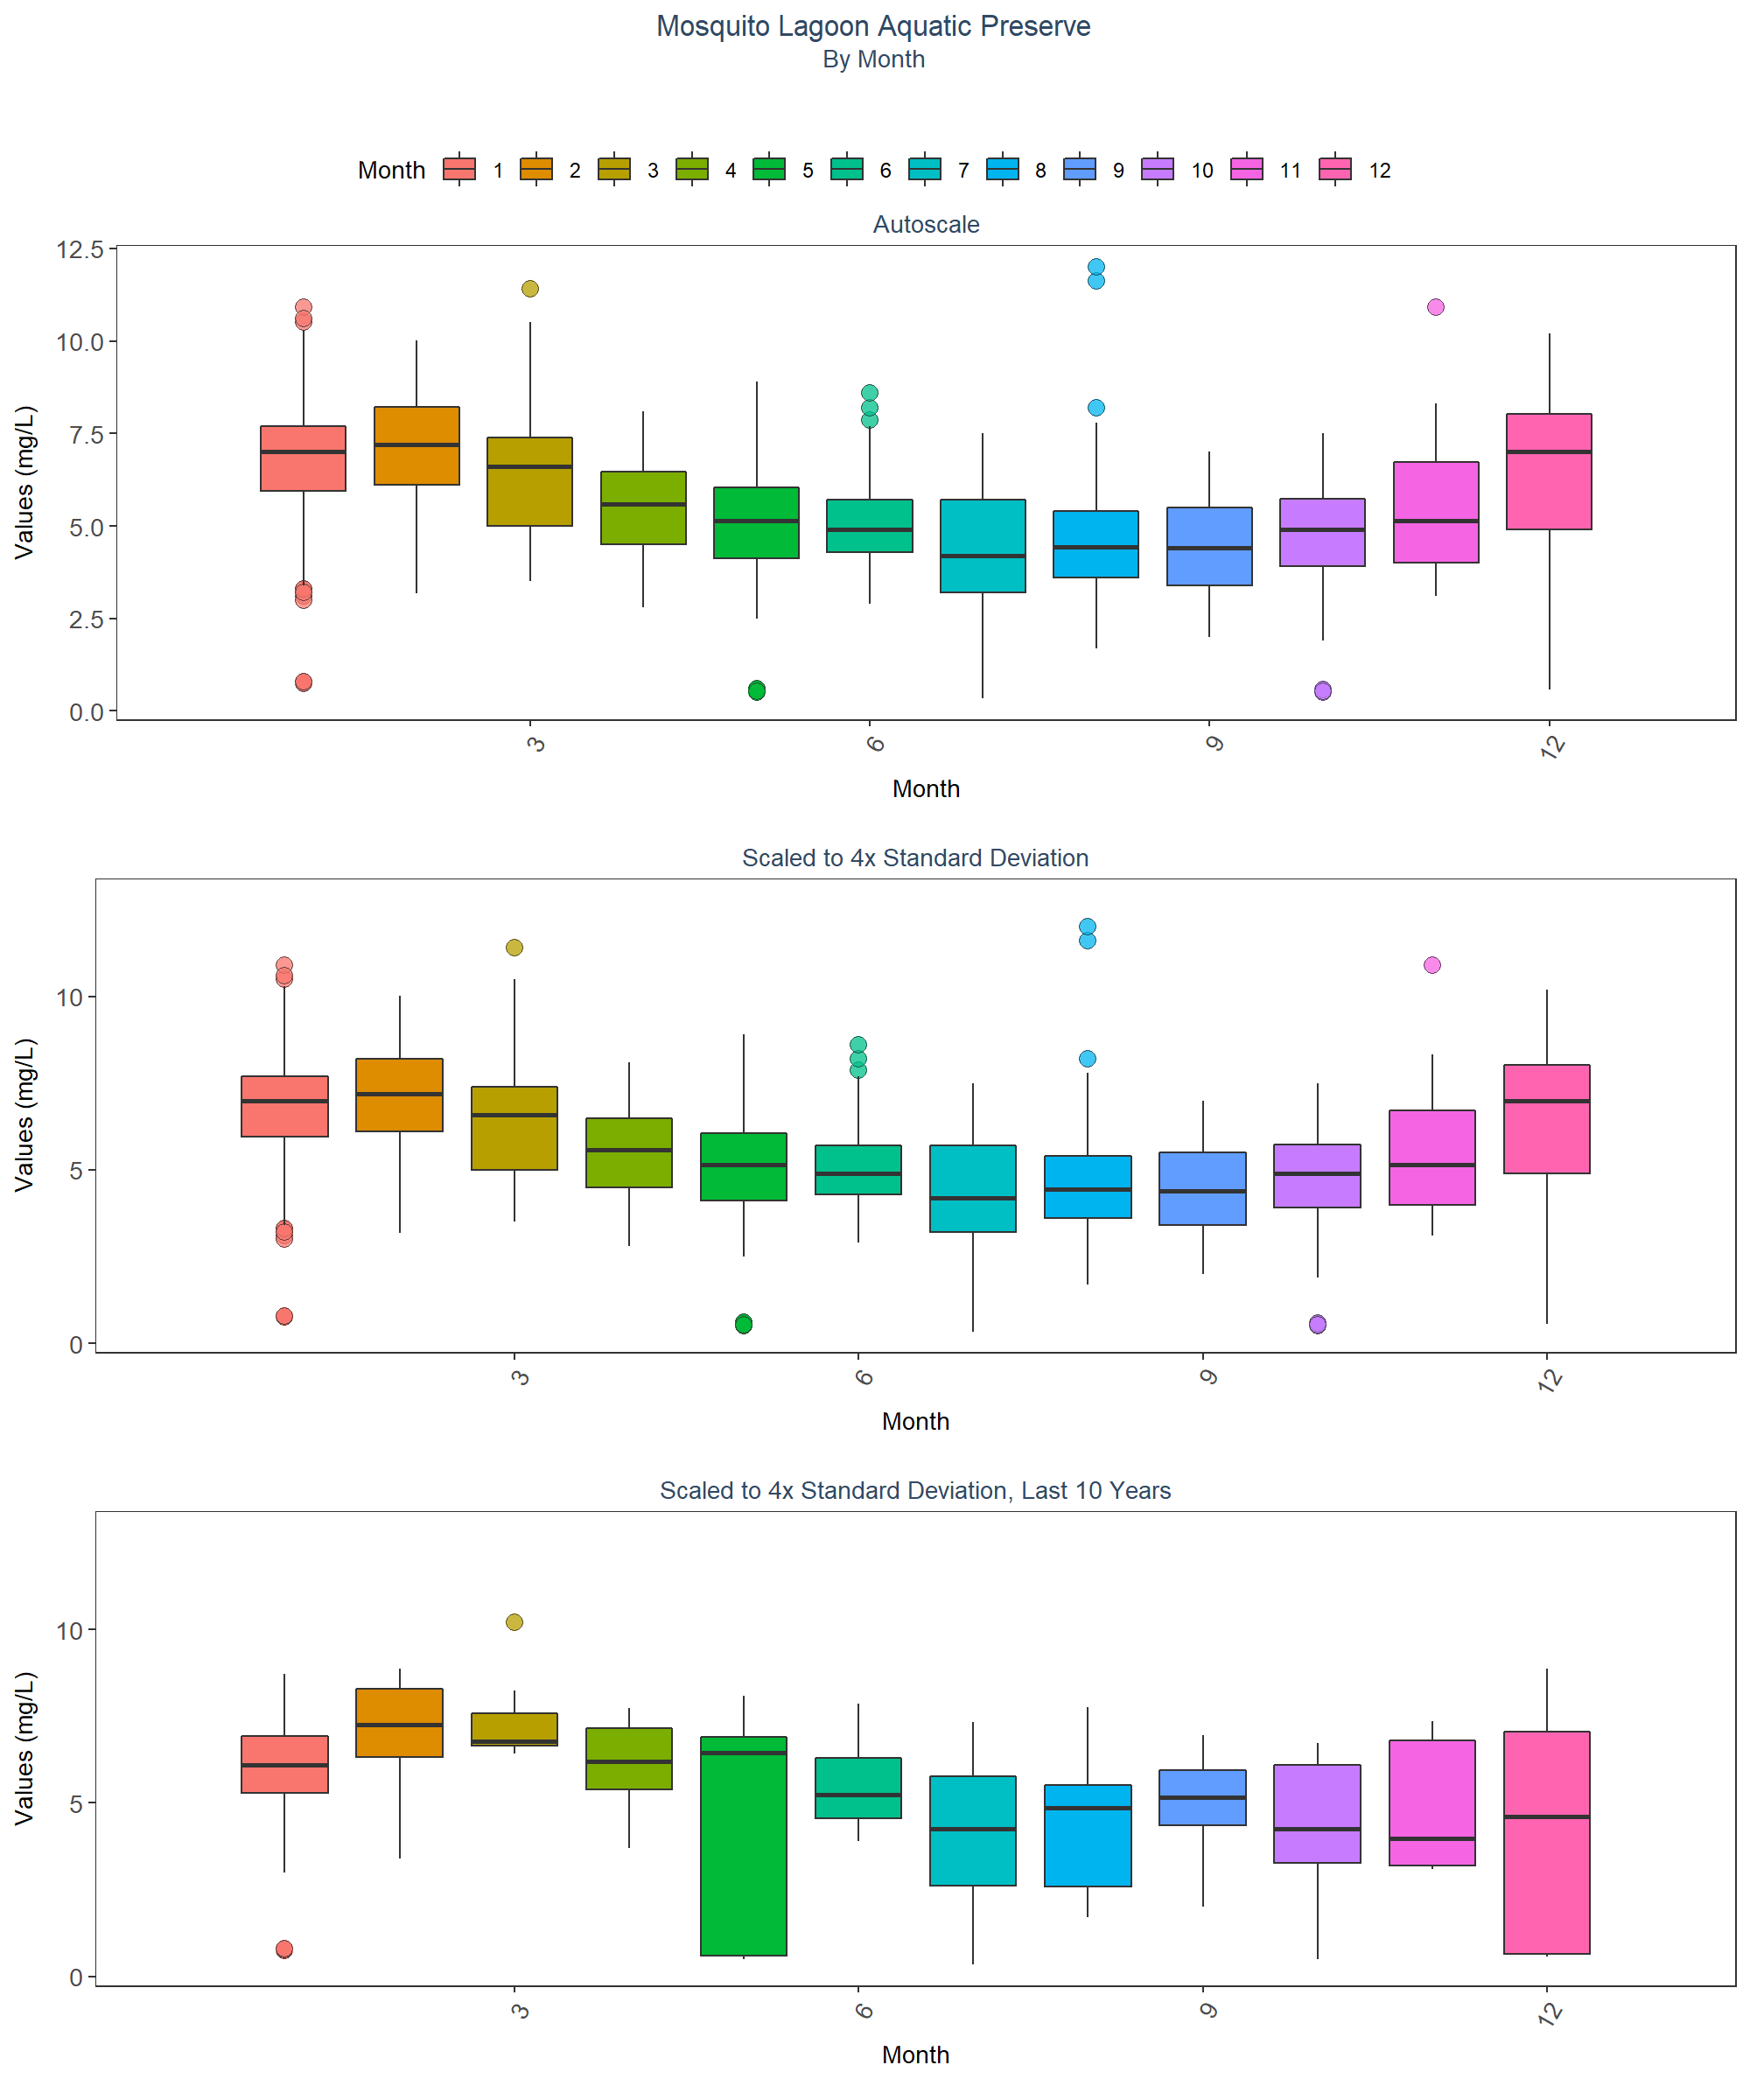 Mosquito Lagoon Aquatic Preserve
By Month
Month 1 2 3 4 5 6 7 8 9 10 11 12
Autoscale
Values (mg/L)
12.5
10.0
7.5
5.0
2.5
0.0
3 6 9 12
Month
Scaled to 4x Standard Deviation
Values (mg/L)
10
5
0
3 6 9 12
Month
Scaled to 4x Standard Deviation, Last 10 Years
Values (mg/L)
10
5
0
3 6 9 12
Month